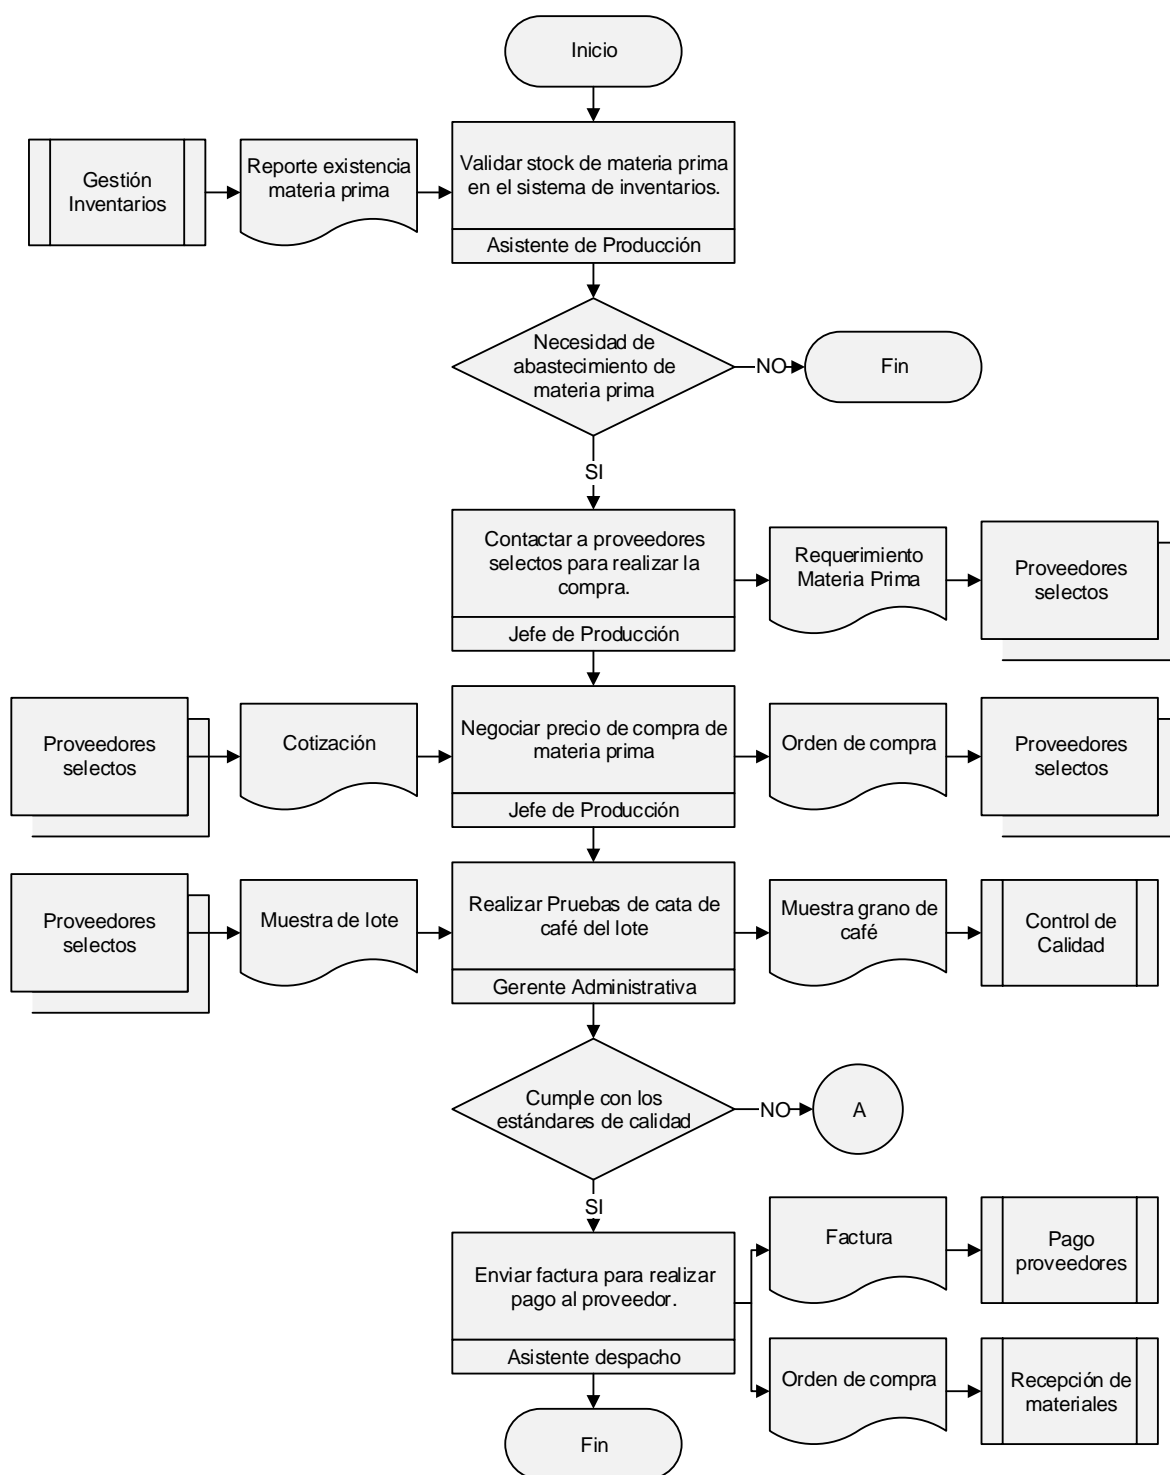 Inicio
Gestión
Inventarios
Reporte existencia
materia prima
Validar stock de materia prima
en el sistema de inventarios.
Asistente de Producción
Necesidad de
abastecimiento de
materia prima
NO
Fin
SI
Contactar a proveedores
selectos para realizar la
compra.
Jefe de Producción
Requerimiento
Materia Prima
Proveedores
selectos
Proveedores
selectos
Cotización
Negociar precio de compra de
materia prima
Jefe de Producción
Orden de compra
Proveedores
selectos
Proveedores
selectos
Muestra de lote
Realizar Pruebas de cata de
café del lote
Gerente Administrativa
Muestra grano de
café
Control de
Calidad
Cumple con los
estándares de calidad
NO
A
SI
Enviar factura para realizar
pago al proveedor.
Asistente despacho
Factura
Pago
proveedores
Orden de compra
Recepción de
materiales
Fin